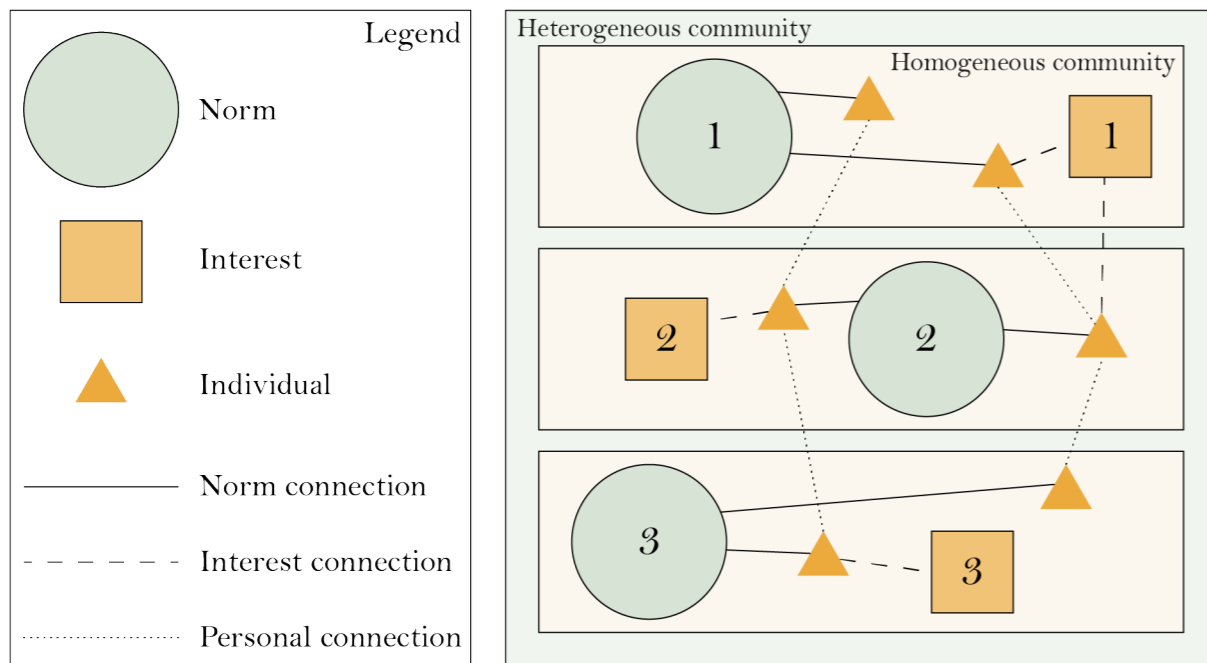 Legend
Norm
Interest
Individual
Norm connection
Interest connection
Personal connection
Heterogeneous community
Homogeneous community
1
1
2
2
3
3